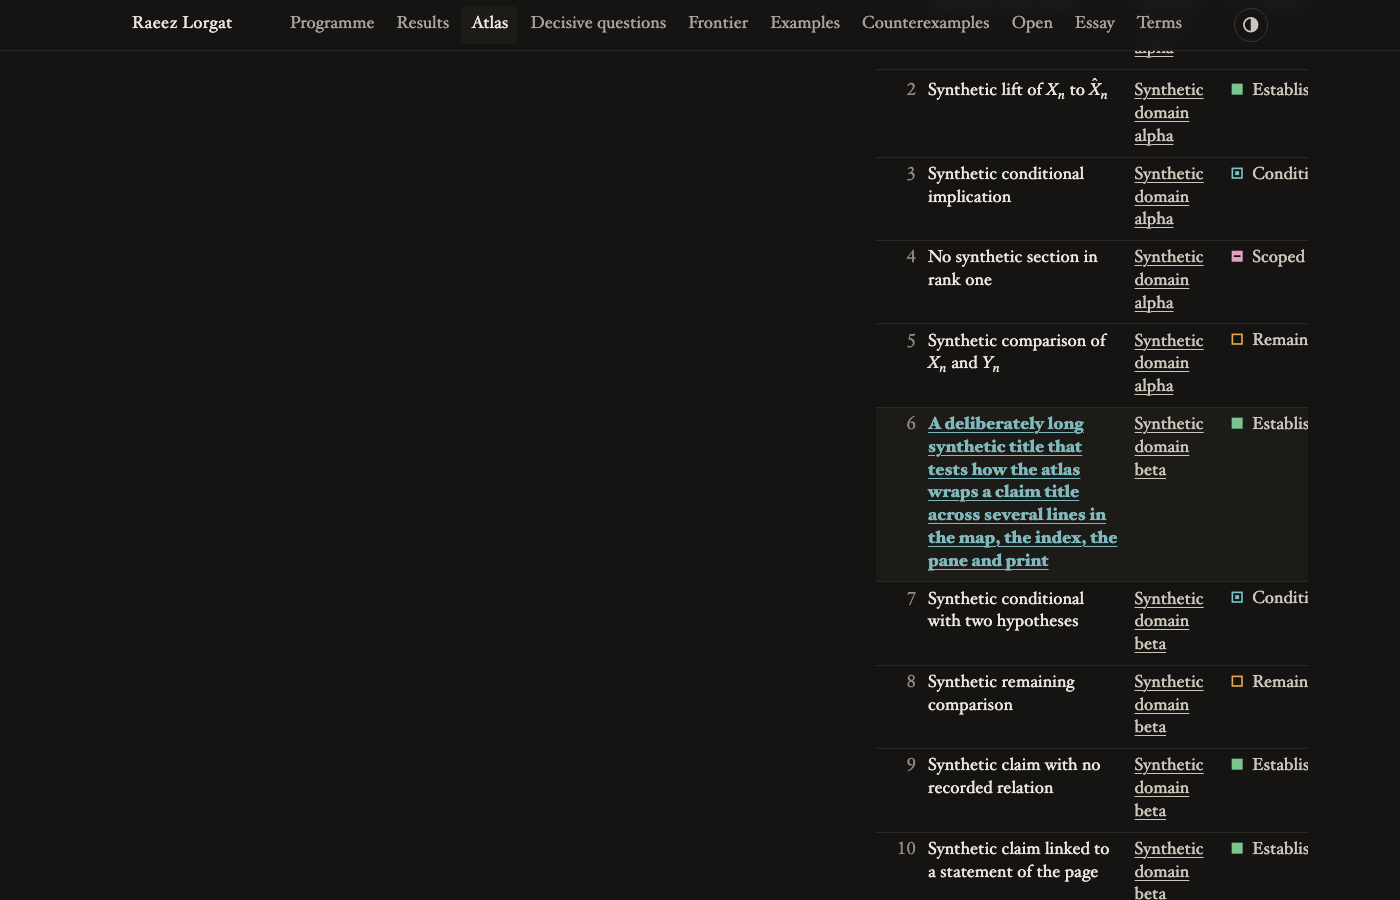 Raeez Lorgat Programme Results Atlas Decisive questions Frontier Examples Counterexamples Open Essay Terms
alpha
2 Synthetic lift of Xₙ to X̂ₙ Synthetic domain alpha Establis
3 Synthetic conditional implication Synthetic domain alpha Conditi
4 No synthetic section in rank one Synthetic domain alpha Scoped
5 Synthetic comparison of Xₙ and Yₙ Synthetic domain alpha Remain
6 A deliberately long synthetic title that tests how the atlas wraps a claim title across several lines in the map, the index, the pane and print Synthetic domain beta Establis
7 Synthetic conditional with two hypotheses Synthetic domain beta Conditi
8 Synthetic remaining comparison Synthetic domain beta Remain
9 Synthetic claim with no recorded relation Synthetic domain beta Establis
10 Synthetic claim linked to a statement of the page Synthetic domain beta Establis